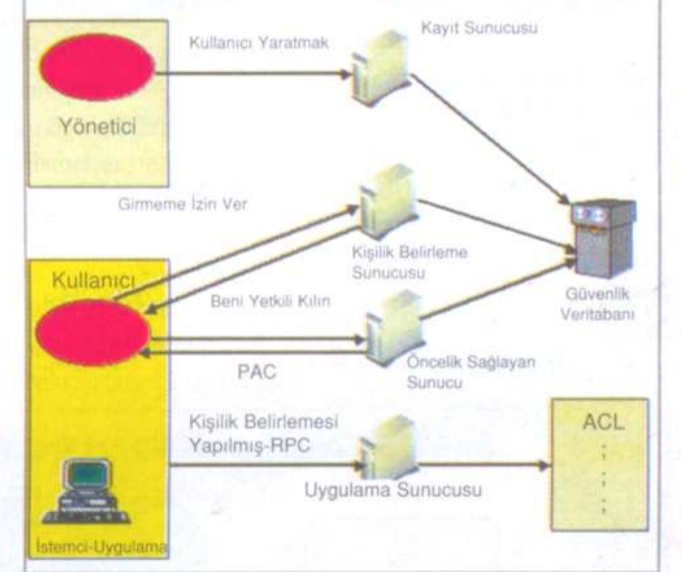 Kullanıcı Yaratmak
Kayıt Sunucusu
Yönetici
Girmeme İzin Ver
Kişilik Belirleme
Sunucusu
Kullanıcı
Beni Yetkili Kılın
Güvenlik
Veritabanı
PAC
Öncelik Sağlayan
Sunucu
Kişilik Belirlemesi
Yapılmış-RPC
ACL
Uygulama Sunucusu
İstemci-Uygulama